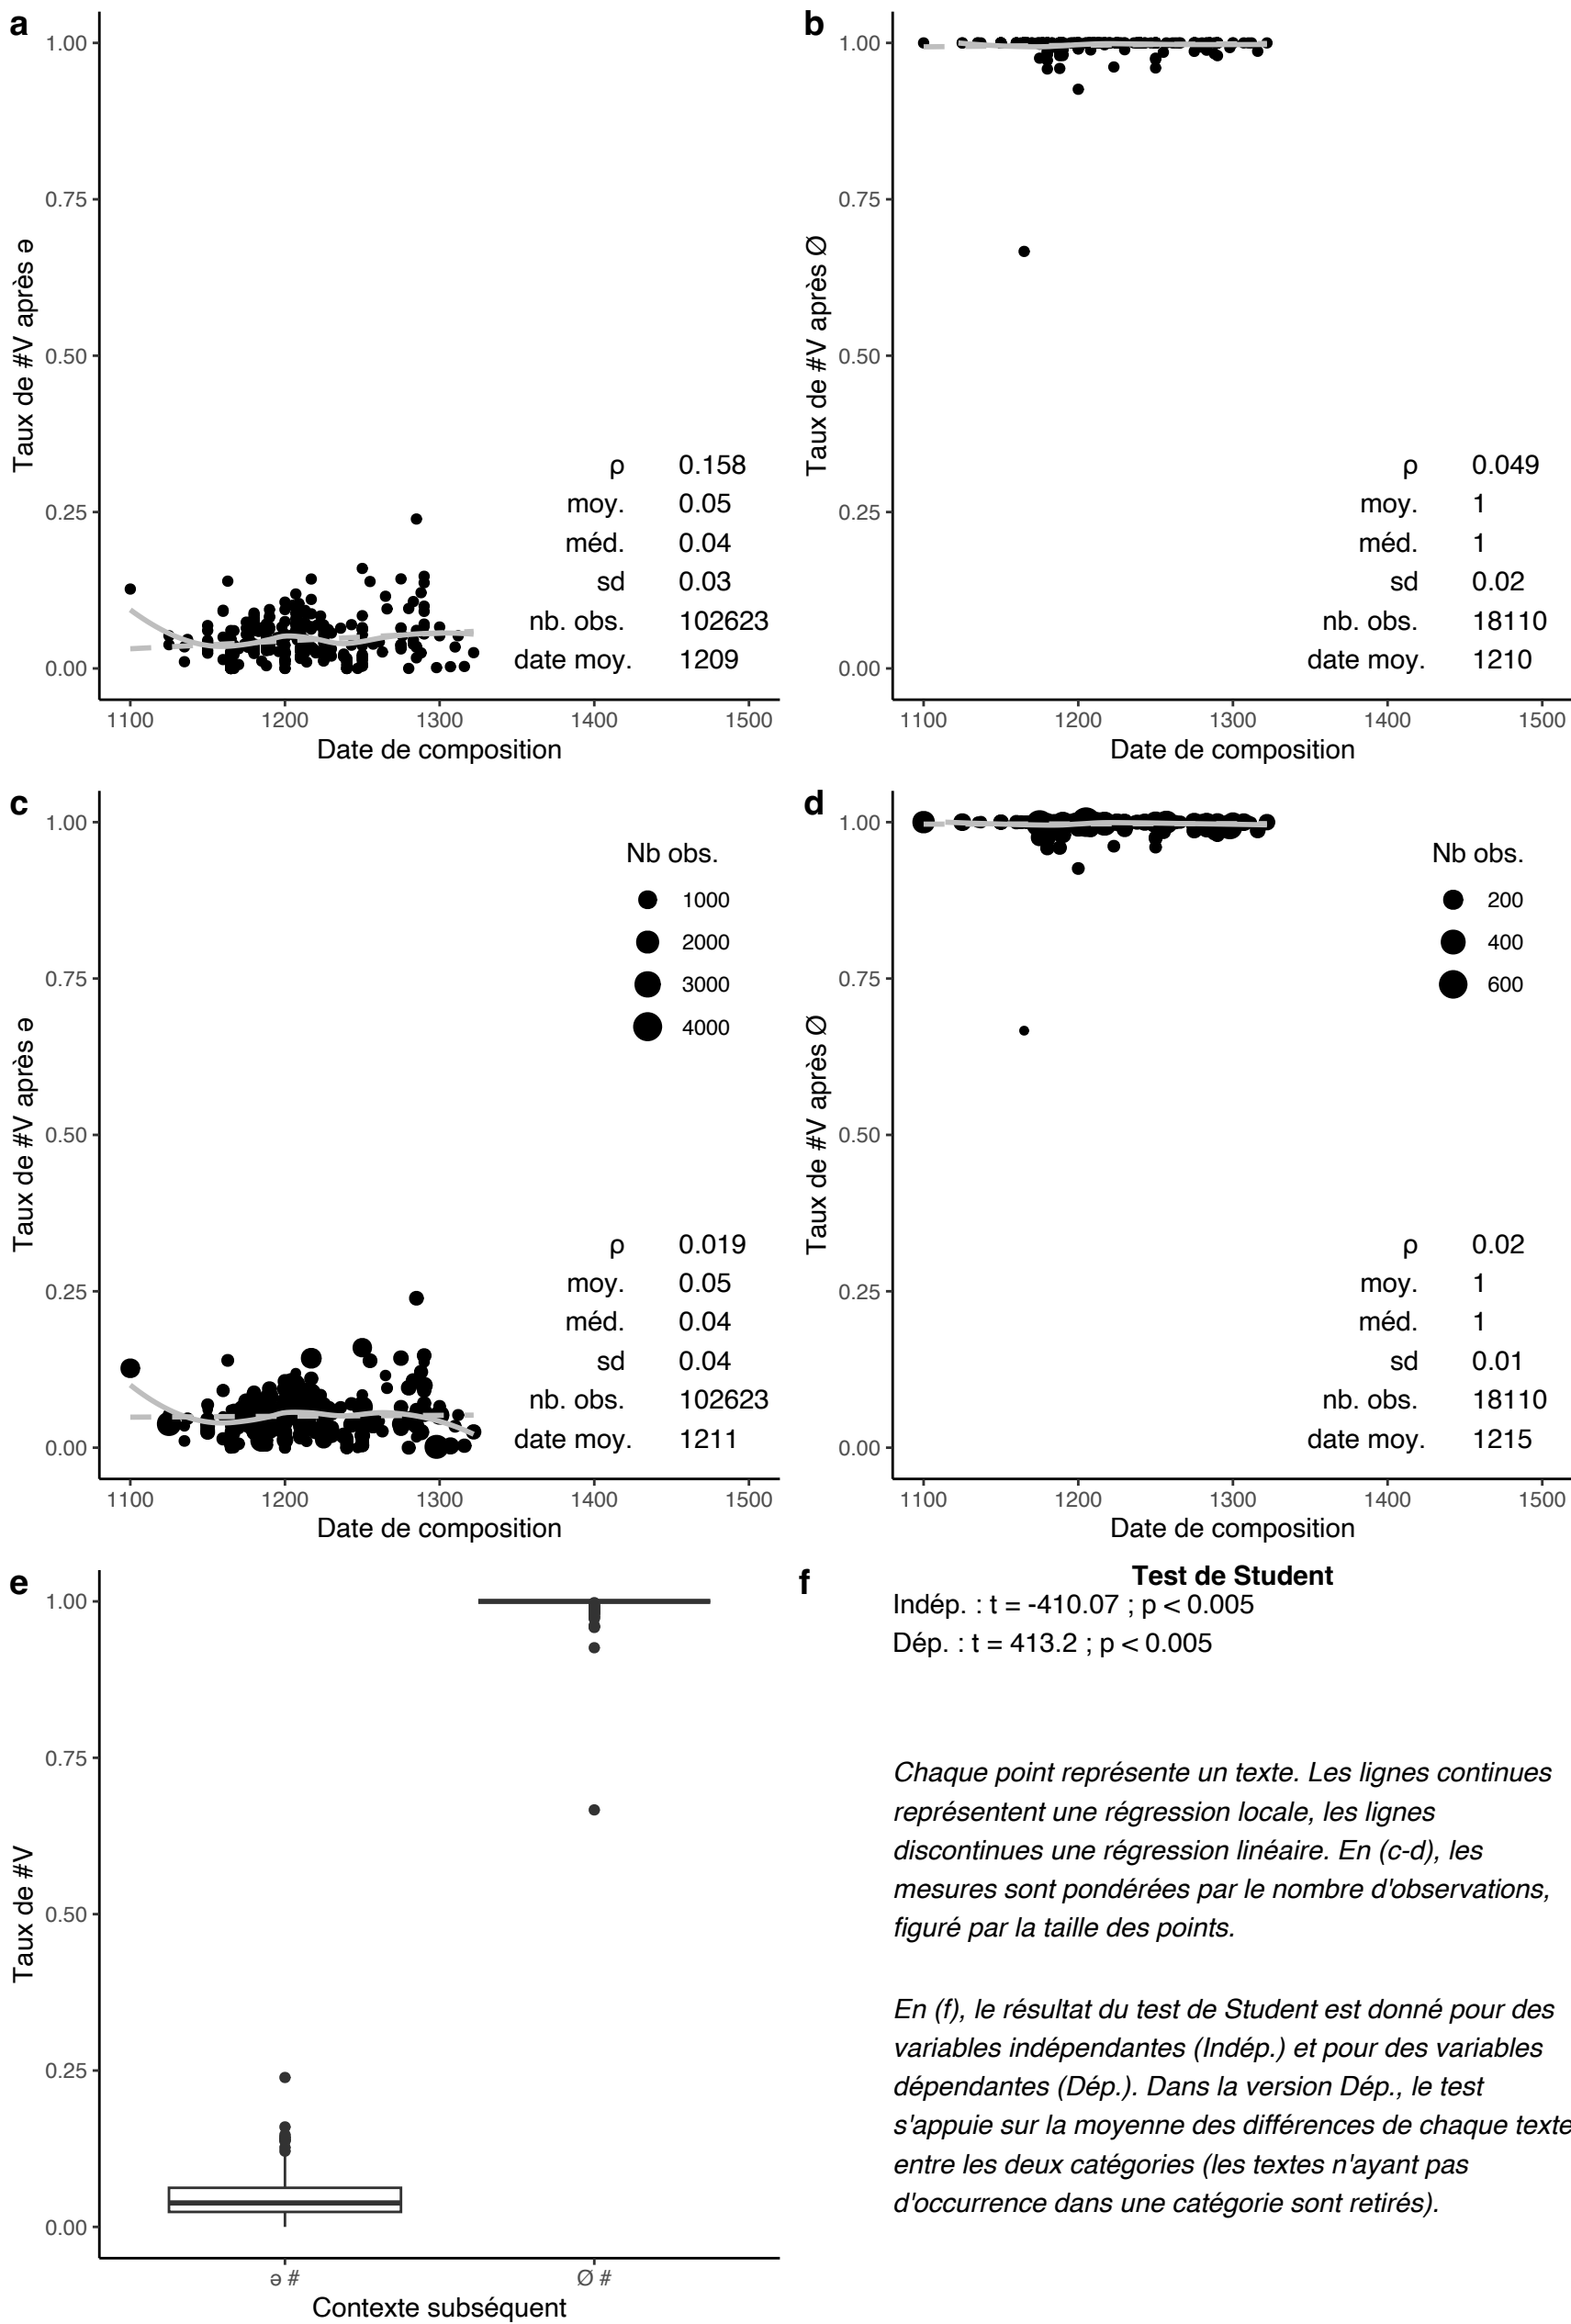 a
1.00
0.75
0.50
0.25
0.00
Taux de #V après ə
ρ 0.158
moy. 0.05
méd. 0.04
sd 0.03
nb. obs. 102623
date moy. 1209
1100 1200 1300 1400 1500
Date de composition
b
1.00
0.75
0.50
0.25
0.00
Taux de #V après Ø
ρ 0.049
moy. 1
méd. 1
sd 0.02
nb. obs. 18110
date moy. 1210
1100 1200 1300 1400 1500
Date de composition
c
1.00
0.75
0.50
0.25
0.00
Taux de #V après ə
Nb obs.
1000
2000
3000
4000
ρ 0.019
moy. 0.05
méd. 0.04
sd 0.04
nb. obs. 102623
date moy. 1211
1100 1200 1300 1400 1500
Date de composition
d
1.00
0.75
0.50
0.25
0.00
Taux de #V après Ø
Nb obs.
200
400
600
ρ 0.02
moy. 1
méd. 1
sd 0.01
nb. obs. 18110
date moy. 1215
1100 1200 1300 1400 1500
Date de composition
e
1.00
0.75
0.50
0.25
0.00
Taux de #V
ə # Ø #
Contexte subséquent
f
Test de Student
Indép. : t = -410.07 ; p < 0.005
Dép. : t = 413.2 ; p < 0.005
Chaque point représente un texte. Les lignes continues
représentent une régression locale, les lignes
discontinues une régression linéaire. En (c-d), les
mesures sont pondérées par le nombre d'observations,
figuré par la taille des points.
En (f), le résultat du test de Student est donné pour des
variables indépendantes (Indép.) et pour des variables
dépendantes (Dép.). Dans la version Dép., le test
s'appuie sur la moyenne des différences de chaque texte
entre les deux catégories (les textes n'ayant pas
d'occurrence dans une catégorie sont retirés).